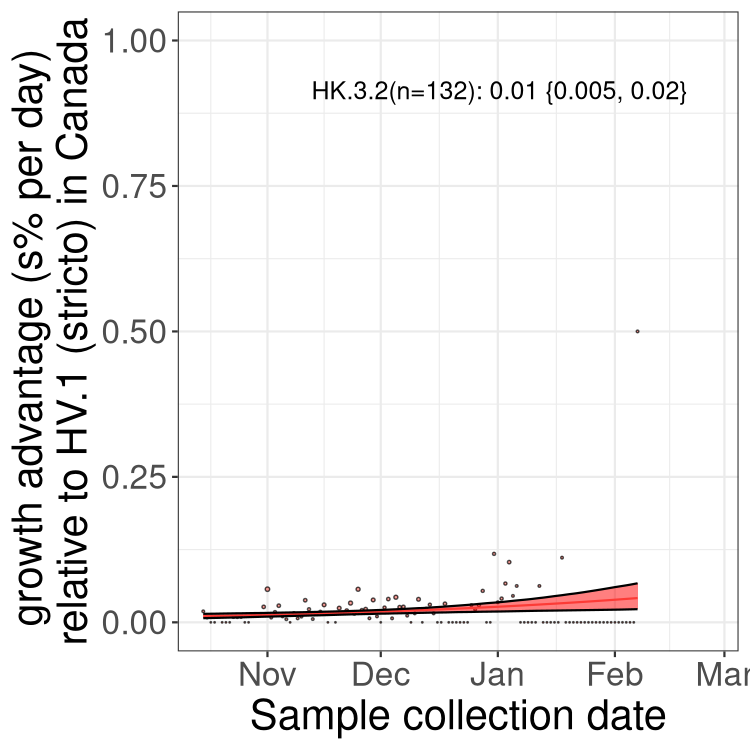 growth advantage (s% per day)
relative to HV.1 (stricto) in Canada
1.00
HK.3.2(n=132): 0.01 {0.005, 0.02}
0.75
0.50
0.25
0.00
Nov Dec Jan Feb Mar
Sample collection date